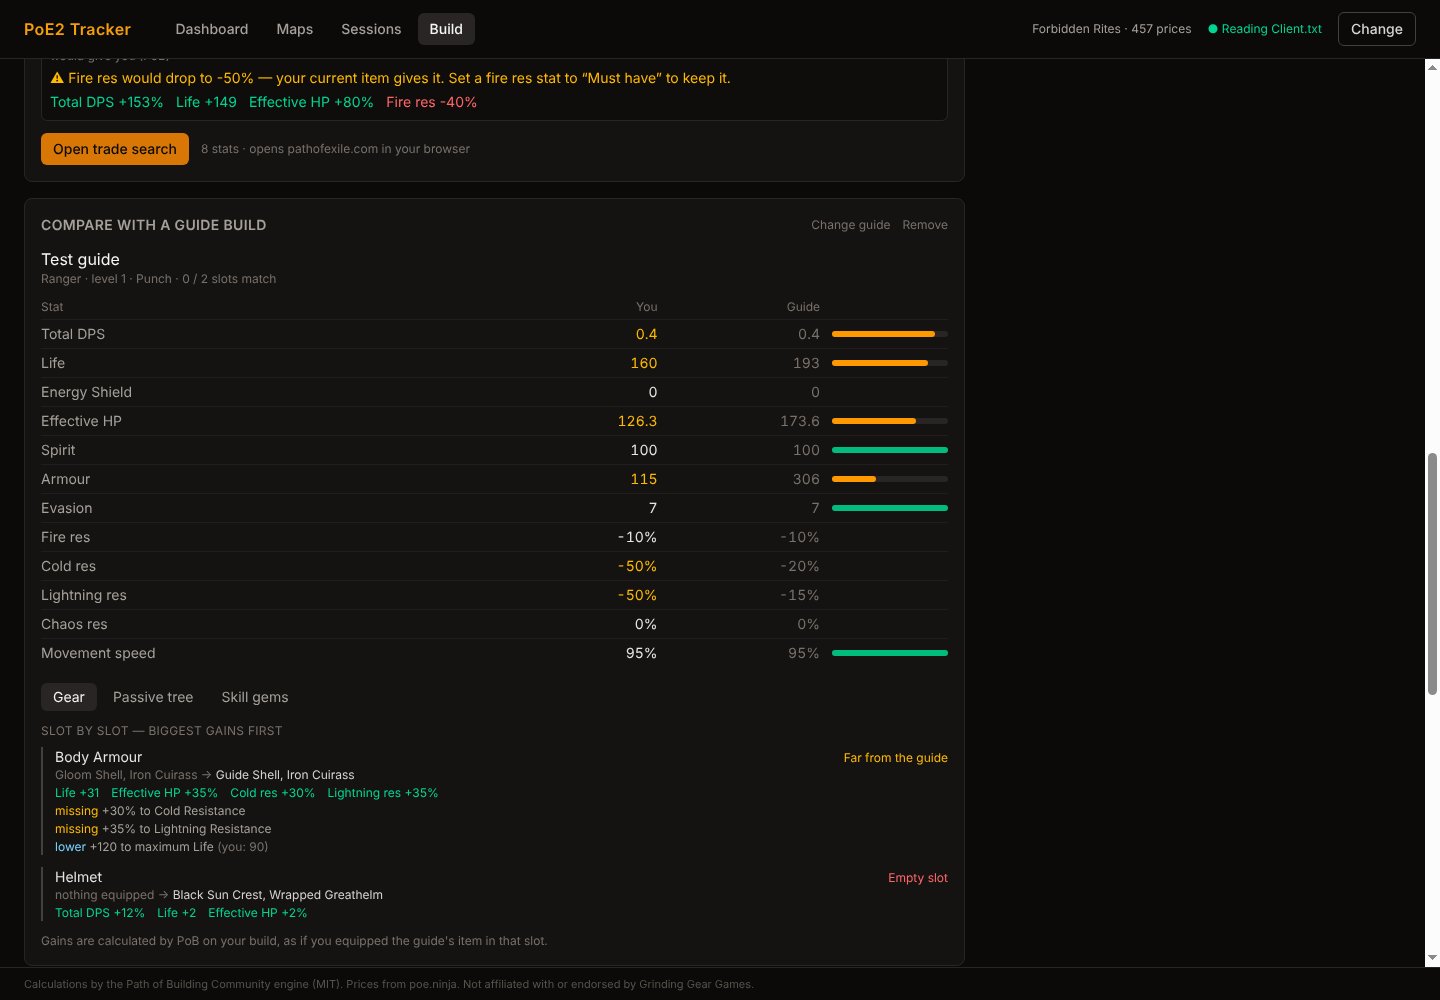 PoE2 Tracker Dashboard Maps Sessions Build Forbidden Rites · 457 prices Reading Client.txt Change
⚠ Fire res would drop to -50% — your current item gives it. Set a fire res stat to “Must have” to keep it.
Total DPS +153% Life +149 Effective HP +80% Fire res -40%
Open trade search 8 stats · opens pathofexile.com in your browser
COMPARE WITH A GUIDE BUILD Change guide Remove
Test guide
Ranger · level 1 · Punch · 0 / 2 slots match
Stat You Guide
Total DPS 0.4 0.4
Life 160 193
Energy Shield 0 0
Effective HP 126.3 173.6
Spirit 100 100
Armour 115 306
Evasion 7 7
Fire res -10% -10%
Cold res -50% -20%
Lightning res -50% -15%
Chaos res 0% 0%
Movement speed 95% 95%
Gear Passive tree Skill gems
SLOT BY SLOT — BIGGEST GAINS FIRST
Body Armour Far from the guide
Gloom Shell, Iron Cuirass → Guide Shell, Iron Cuirass
Life +31 Effective HP +35% Cold res +30% Lightning res +35%
missing +30% to Cold Resistance
missing +35% to Lightning Resistance
lower +120 to maximum Life (you: 90)
Helmet Empty slot
nothing equipped → Black Sun Crest, Wrapped Greathelm
Total DPS +12% Life +2 Effective HP +2%
Gains are calculated by PoB on your build, as if you equipped the guide's item in that slot.
Calculations by the Path of Building Community engine (MIT). Prices from poe.ninja. Not affiliated with or endorsed by Grinding Gear Games.